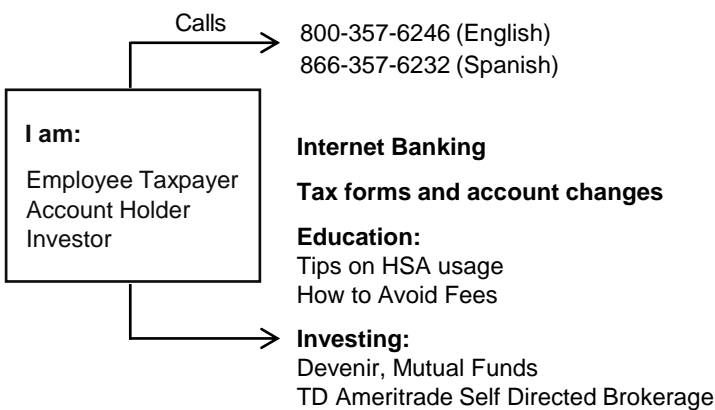 Calls
800-357-6246 (English)
866-357-6232 (Spanish)
I am:
Employee Taxpayer
Account Holder
Investor
Internet Banking
Tax forms and account changes
Education:
Tips on HSA usage
How to Avoid Fees
Investing:
Devenir, Mutual Funds
TD Ameritrade Self Directed Brokerage